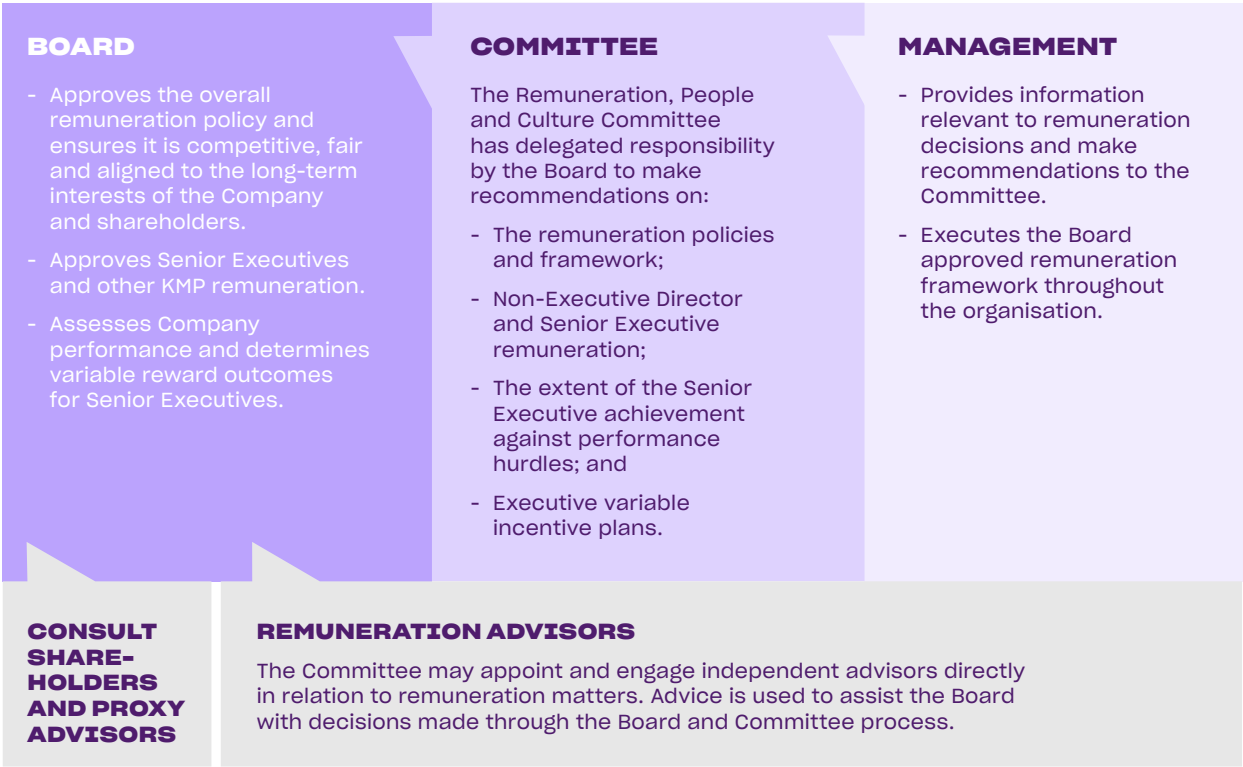 BOARD
- Approves the overall
remuneration policy and
ensures it is competitive, fair
and aligned to the long-term
interests of the Company
and shareholders.
- Approves Senior Executives
and other KMP remuneration.
- Assesses Company
performance and determines
variable reward outcomes
for Senior Executives.
COMMITTEE
The Remuneration, People
and Culture Committee
has delegated responsibility
by the Board to make
recommendations on:
- The remuneration policies
and framework;
- Non-Executive Director
and Senior Executive
remuneration;
- The extent of the Senior
Executive achievement
against performance
hurdles; and
- Executive variable
incentive plans.
MANAGEMENT
- Provides information
relevant to remuneration
decisions and make
recommendations to the
Committee.
- Executes the Board
approved remuneration
framework throughout
the organisation.
CONSULT
SHARE-
HOLDERS
AND PROXY
ADVISORS
REMUNERATION ADVISORS
The Committee may appoint and engage independent advisors directly
in relation to remuneration matters. Advice is used to assist the Board
with decisions made through the Board and Committee process.